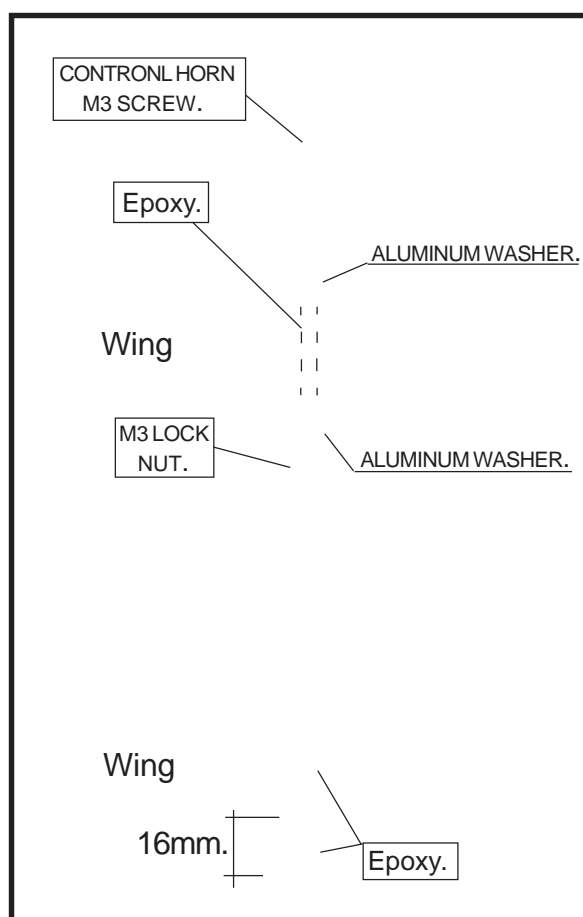 CONTRONL HORN
M3 SCREW.
Epoxy.
ALUMINUM WASHER.
Wing
M3 LOCK
NUT.
ALUMINUM WASHER.
Wing
16mm.
Epoxy.